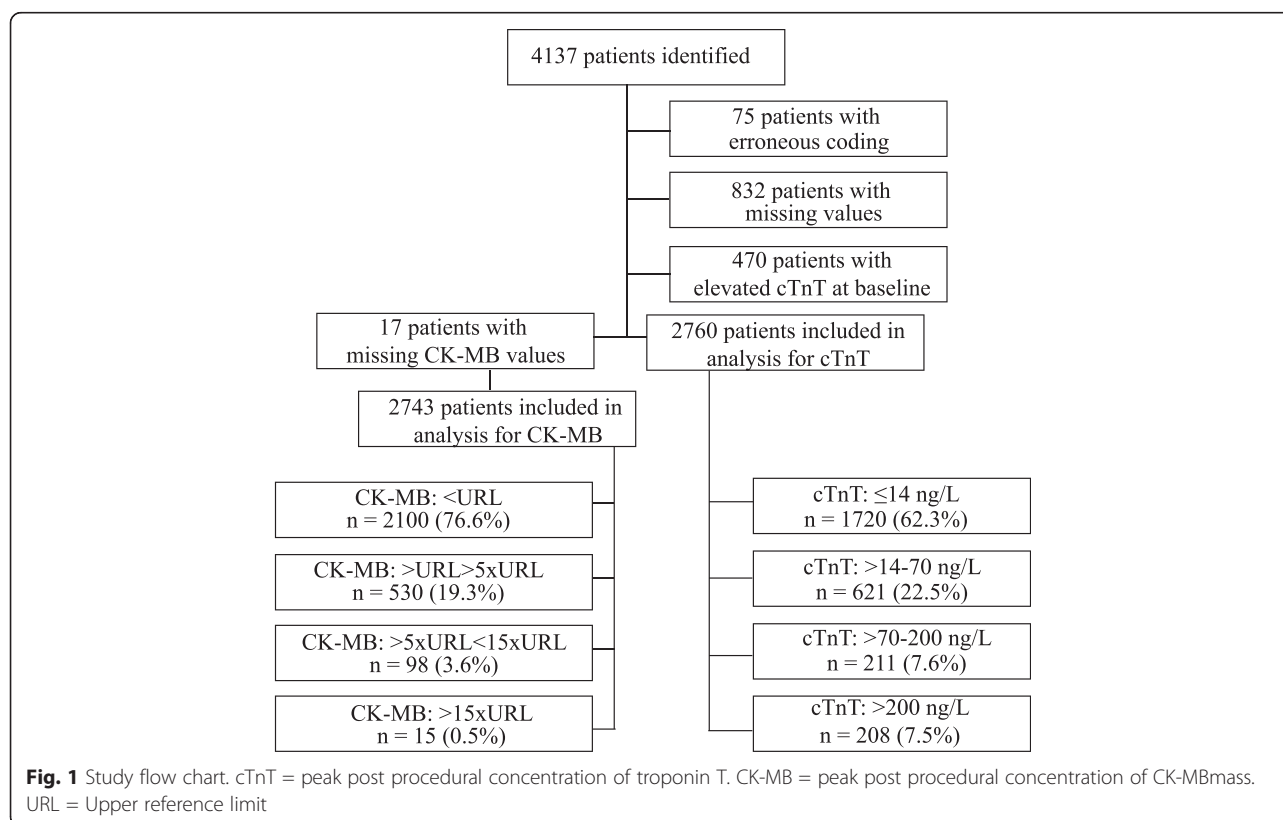 4137 patients identified
75 patients with
erroneous coding
832 patients with
missing values
470 patients with
elevated cTnT at baseline
17 patients with
missing CK-MB values
2760 patients included in
analysis for cTnT
2743 patients included in
analysis for CK-MB
CK-MB: <URL
n = 2100 (76.6%)
CK-MB: >URL>5xURL
n = 530 (19.3%)
CK-MB: >5xURL<15xURL
n = 98 (3.6%)
CK-MB: >15xURL
n = 15 (0.5%)
cTnT: ≤14 ng/L
n = 1720 (62.3%)
cTnT: >14-70 ng/L
n = 621 (22.5%)
cTnT: >70-200 ng/L
n = 211 (7.6%)
cTnT: >200 ng/L
n = 208 (7.5%)
Fig. 1 Study flow chart. cTnT = peak post procedural concentration of troponin T. CK-MB = peak post procedural concentration of CK-MBmass.
URL = Upper reference limit